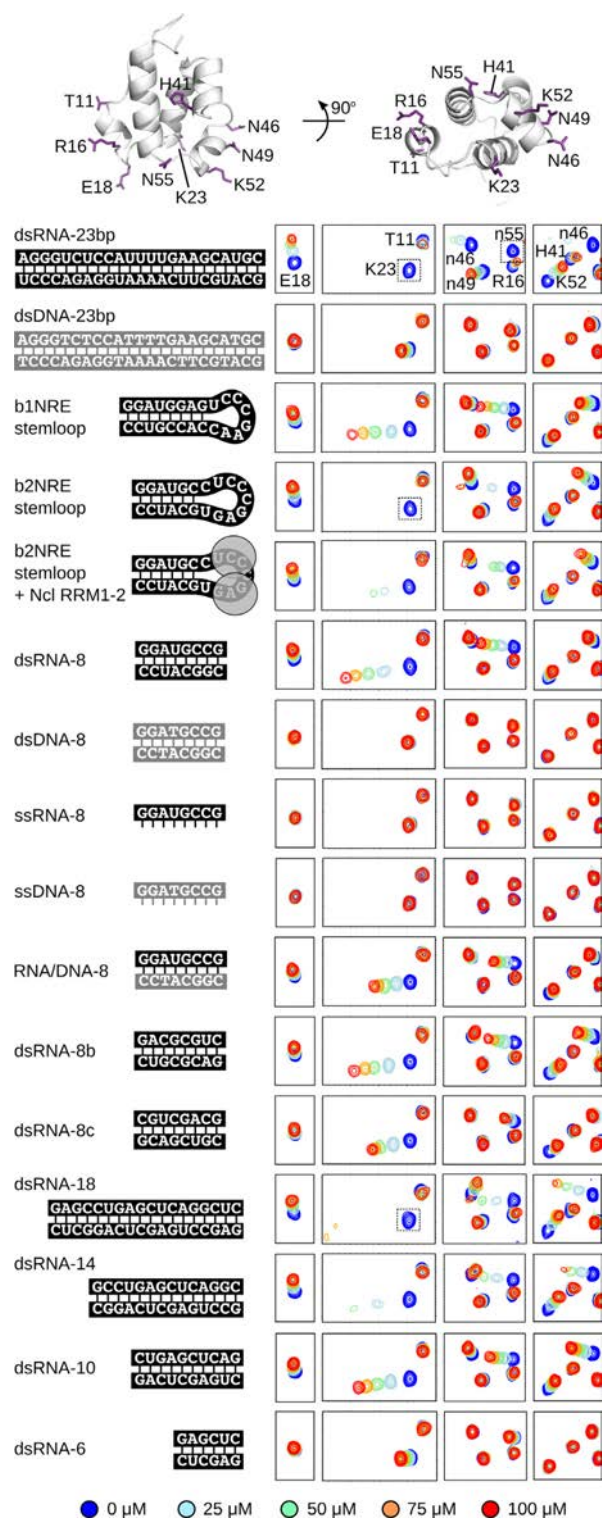 H41
T11
R16
E18
N55
K23
N46
N49
K52
90°
N55
H41
K52
N49
N46
R16
E18
T11
K23
dsRNA-23bp
AGGGUCUCCAUUUUGAAGCAUGC
UCCCAGAGGUAAAACUUCGUACG
E18
T11
K23
n55
n46
n49
R16
n46
H41
K52
dsDNA-23bp
AGGGTCTCCATTTTGAAGCATGC
TCCCAGAGGTAAAACTTCGTACG
b1NRE
stemloop
GGAUGGAGUCCCGAACCACCGUCC
b2NRE
stemloop
GGAUGCCUCCCGAGUGCAUCC
b2NRE
stemloop
+ Ncl RRM1-2
GGAUGCCUCC
CCUACGUGAG
dsRNA-8
GGAUGCCG
CCUACGGC
dsDNA-8
GGATGCCG
CCTACGGC
ssRNA-8
GGAUGCCG
ssDNA-8
GGATGCCG
RNA/DNA-8
GGAUGCCG
CCTACGGC
dsRNA-8b
GACGCGUC
CUGCGCAG
dsRNA-8c
CGUCGACG
GCAGCUGC
dsRNA-18
GAGCCUGAGCUCAGGCUC
CUCGGACUCGAGUCCGAG
dsRNA-14
GCCUGAGCUCAGGC
CGGACUCGAGUCCG
dsRNA-10
CUGAGCUCAG
GACUCGAGUC
dsRNA-6
GAGCUC
CUCGAG
0 µM 25 µM 50 µM 75 µM 100 µM